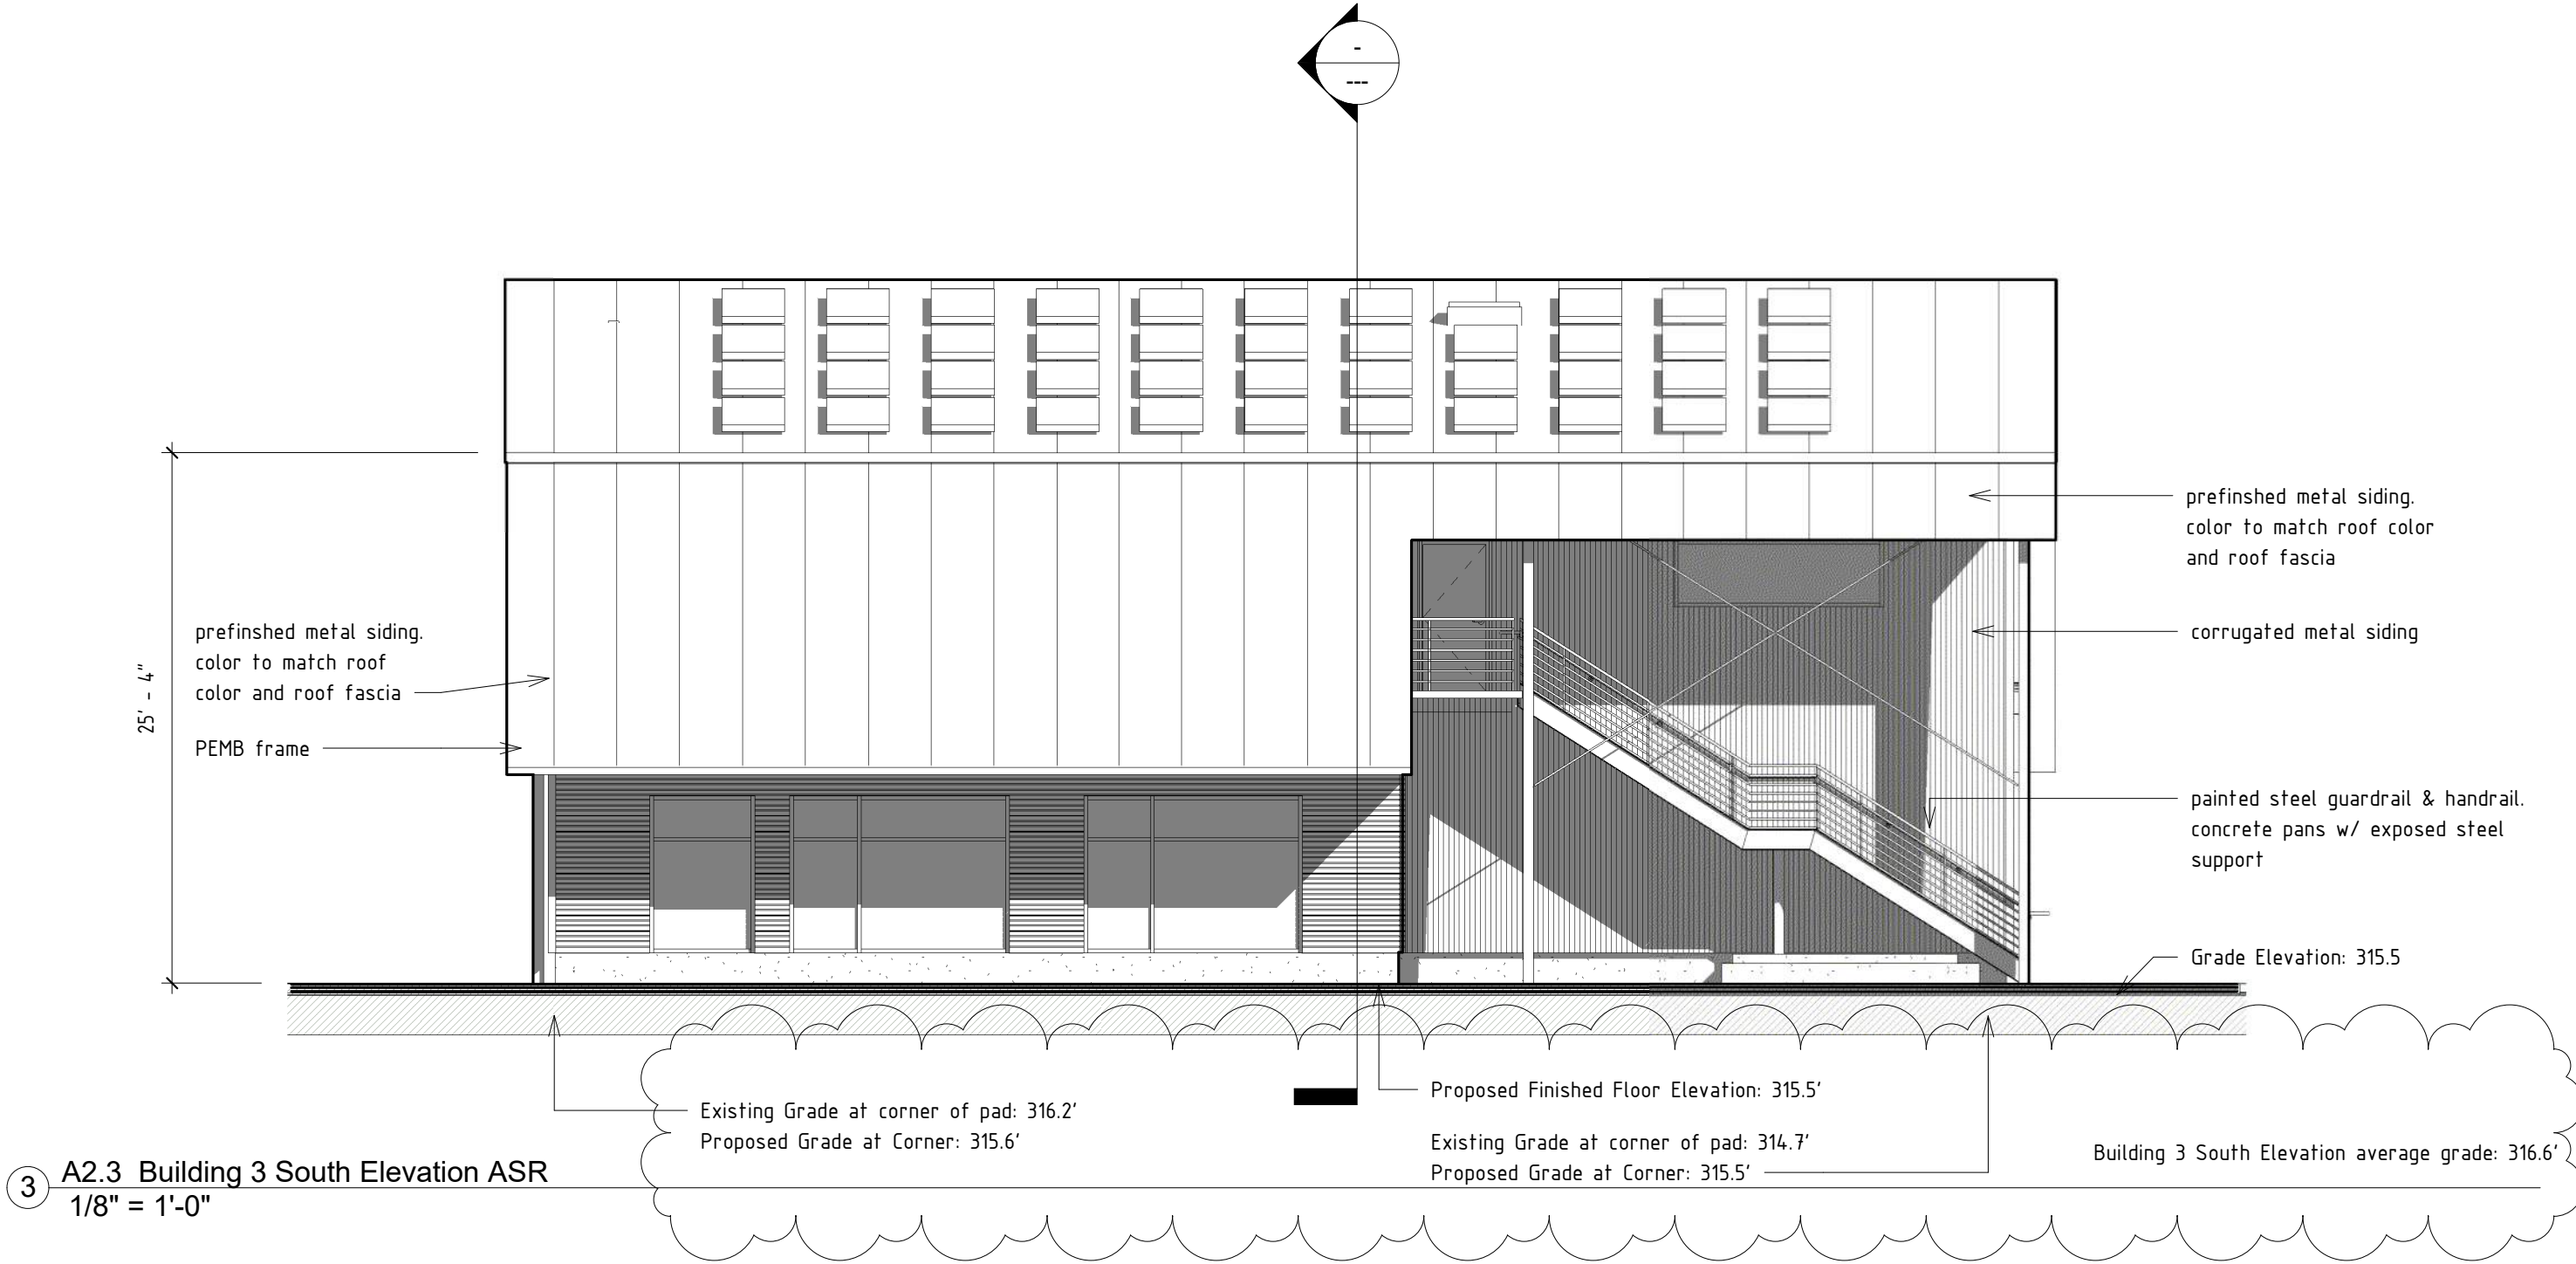 -
---
prefinshed metal siding.
color to match roof color
and roof fascia
corrugated metal siding
prefinshed metal siding.
color to match roof
color and roof fascia
PEMB frame
25' - 4"
painted steel guardrail & handrail.
concrete pans w/ exposed steel
support
Grade Elevation: 315.5
Existing Grade at corner of pad: 316.2'
Proposed Grade at Corner: 315.6'
Proposed Finished Floor Elevation: 315.5'
Existing Grade at corner of pad: 314.7'
Proposed Grade at Corner: 315.5'
Building 3 South Elevation average grade: 316.6'
3
A2.3 Building 3 South Elevation ASR
1/8" = 1'-0"